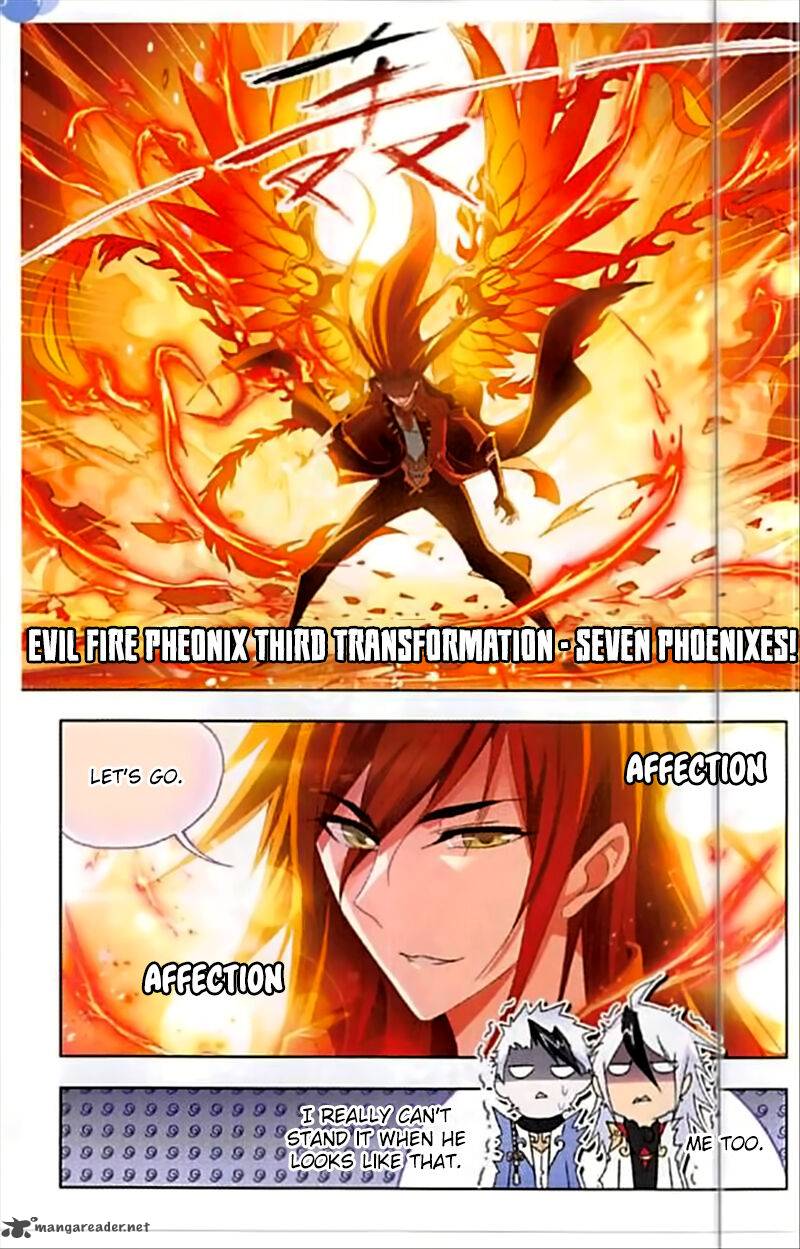 轰
EVIL FIRE PHEONIX THIRD TRANSFORMATION - SEVEN PHOENIXES!
LET'S GO.
AFFECTION
AFFECTION
I REALLY CAN'T
STAND IT WHEN HE
LOOKS LIKE THAT.
ME TOO.
mangareader.net